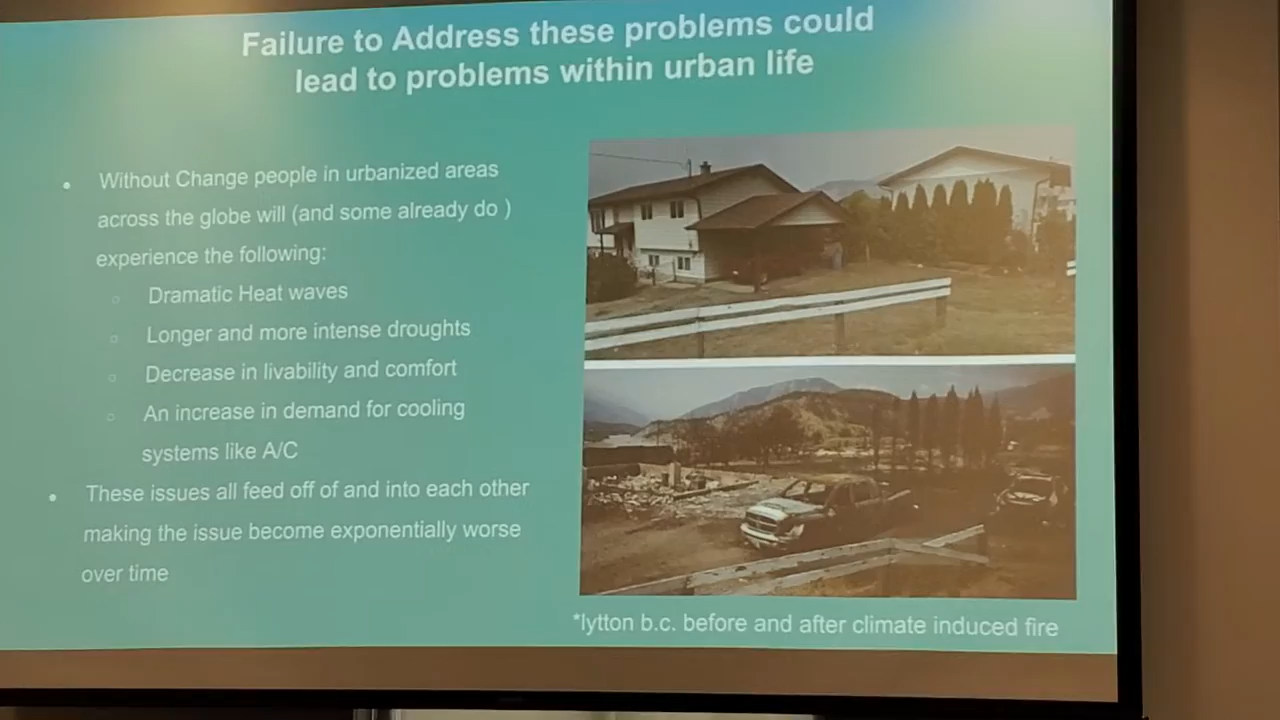 Failure to Address these problems could
lead to problems within urban life
Without Change people in urbanized areas
across the globe will (and some already do )
experience the following:
Dramatic Heat waves
Longer and more intense droughts
Decrease in livability and comfort
An increase in demand for cooling
systems like A/C
These issues all feed off of and into each other
making the issue become exponentially worse
over time
*lytton b.c. before and after climate induced fire